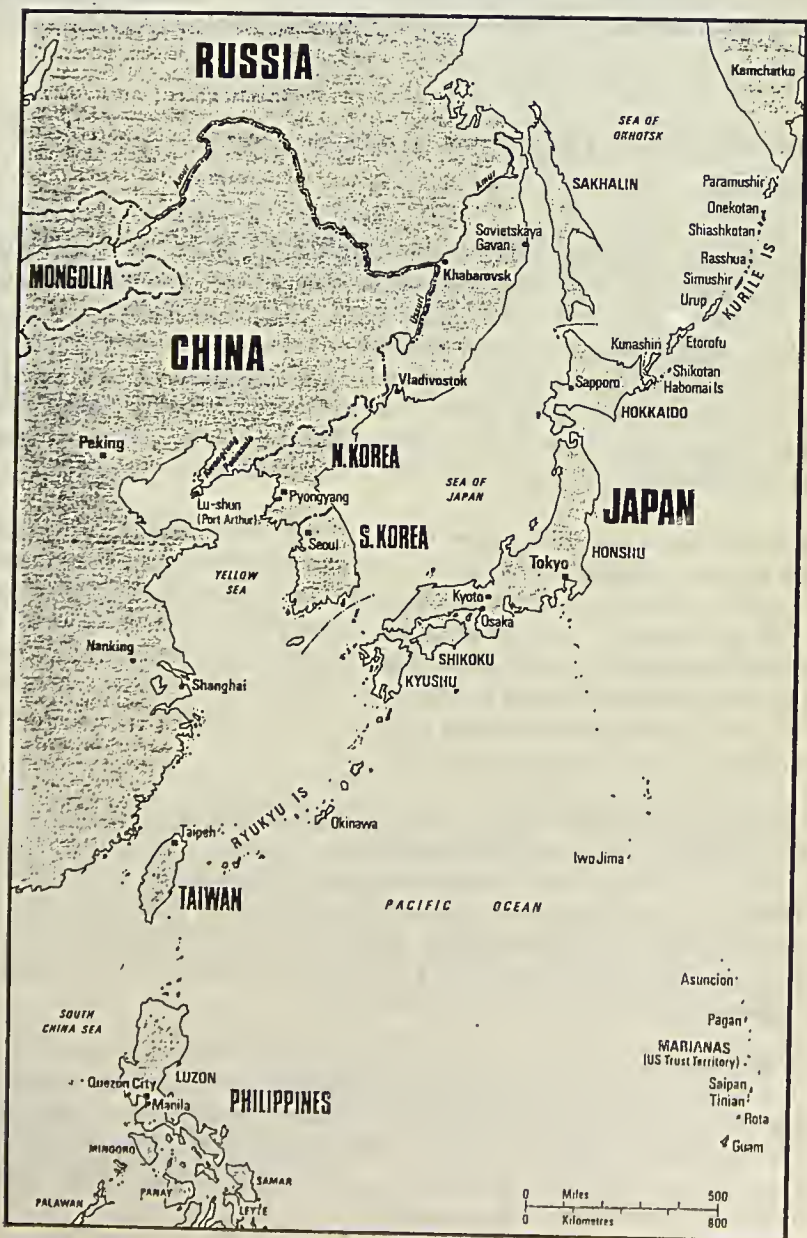 RUSSIA
Kamchatka
SEA OF
OKHOTSK
Amur
Amur
SAKHALIN
Paramushir
Onekotan
Shiashkotan
Sovietskaya
Gavan
Rasshua
MONGOLIA
Khabarovsk
Simushir
Urup
KURILE IS
Ussuri
CHINA
Kunashiri
Etorofu
Vladivostok
Sapporo
Shikotan
Habomai Is
HOKKAIDO
Peking
N. KOREA
SEA OF
JAPAN
Lu-shun
(Port Arthur)
Pyongyang
JAPAN
Seoul
S. KOREA
HONSHU
YELLOW
SEA
Tokyo
Kyoto
Osaka
Nanking
SHIKOKU
Shanghai
KYUSHU
RYUKYU IS
Okinawa
Taipeh
Iwo Jima
TAIWAN
PACIFIC OCEAN
Asuncion
SOUTH
CHINA SEA
Pagan
MARIANAS
(US Trust Territory)
LUZON
Quezon City
Saipan
Manila
PHILIPPINES
Tinian
Rota
Guam
MINDORO
SAMAR
PANAY
PALAWAN
LEYTE
0 Miles 500
0 Kilometres 800